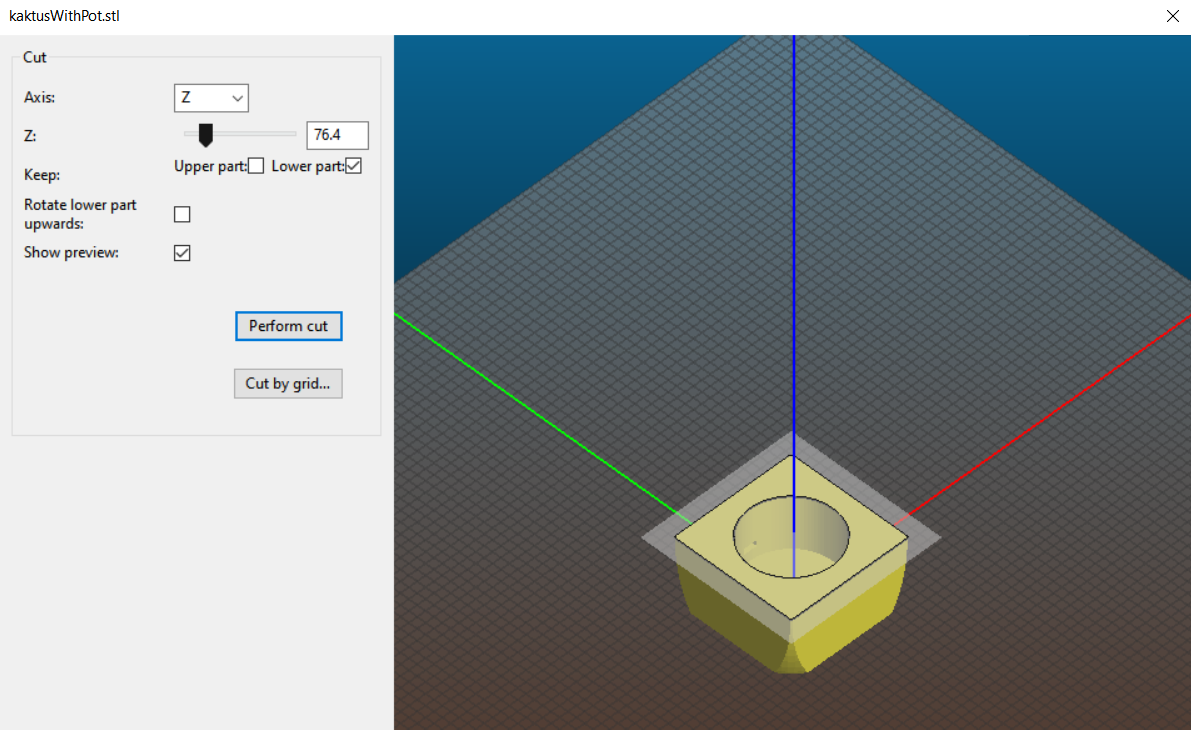 kaktusWithPot.stl
Cut
Axis: Z
Z: 76.4
Keep: Upper part: Lower part:
Rotate lower part
upwards:
Show preview:
Perform cut
Cut by grid...